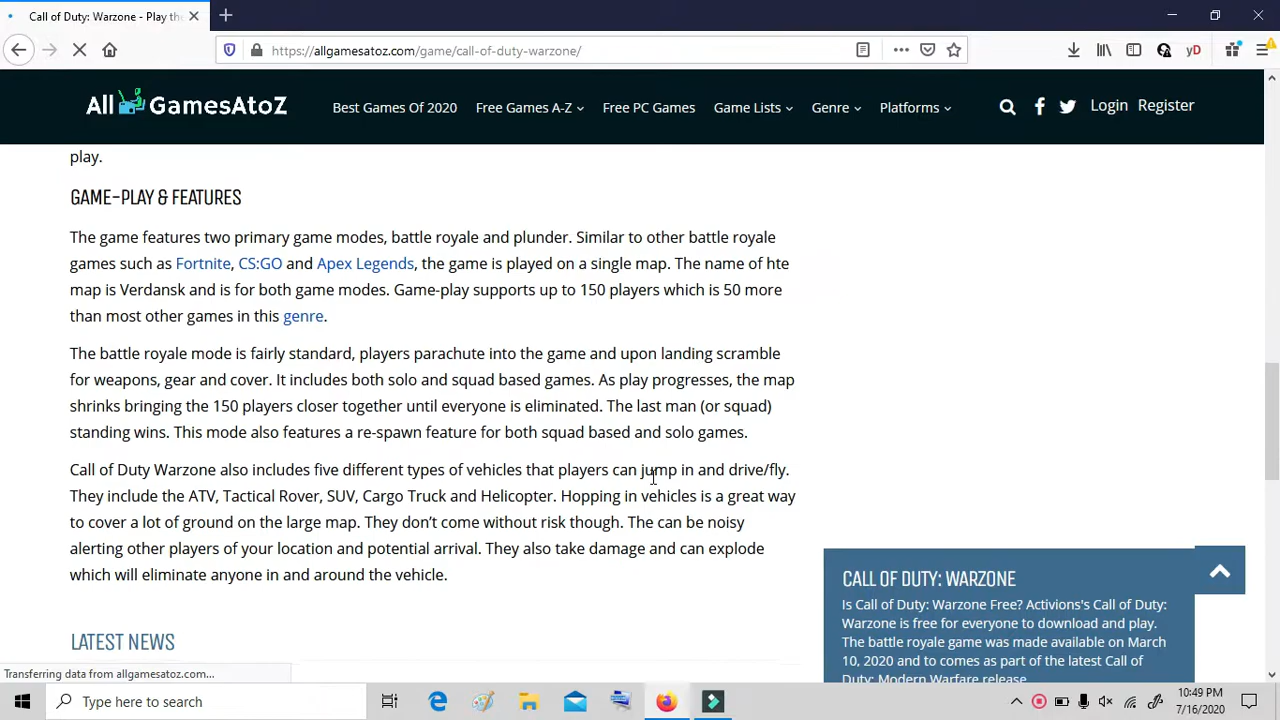 Call of Duty: Warzone - Play the
https://allgamesatoz.com/game/call-of-duty-warzone/
All GamesAtoZ
Best Games Of 2020
Free Games A-Z
Free PC Games
Game Lists
Genre
Platforms
Login
Register
play.
GAME-PLAY & FEATURES
The game features two primary game modes, battle royale and plunder. Similar to other battle royale
games such as Fortnite, CS:GO and Apex Legends, the game is played on a single map. The name of hte
map is Verdansk and is for both game modes. Game-play supports up to 150 players which is 50 more
than most other games in this genre.
The battle royale mode is fairly standard, players parachute into the game and upon landing scramble
for weapons, gear and cover. It includes both solo and squad based games. As play progresses, the map
shrinks bringing the 150 players closer together until everyone is eliminated. The last man (or squad)
standing wins. This mode also features a re-spawn feature for both squad based and solo games.
Call of Duty Warzone also includes five different types of vehicles that players can jump in and drive/fly.
They include the ATV, Tactical Rover, SUV, Cargo Truck and Helicopter. Hopping in vehicles is a great way
to cover a lot of ground on the large map. They don't come without risk though. The can be noisy
alerting other players of your location and potential arrival. They also take damage and can explode
which will eliminate anyone in and around the vehicle.
LATEST NEWS
CALL OF DUTY: WARZONE
Is Call of Duty: Warzone Free? Activions's Call of Duty:
Warzone is free for everyone to download and play.
The battle royale game was made available on March
10, 2020 and to comes as part of the latest Call of
Duty: Modern Warfare release
Transferring data from allgamesatoz.com...
Type here to search
10:49 PM
7/16/2020
yD